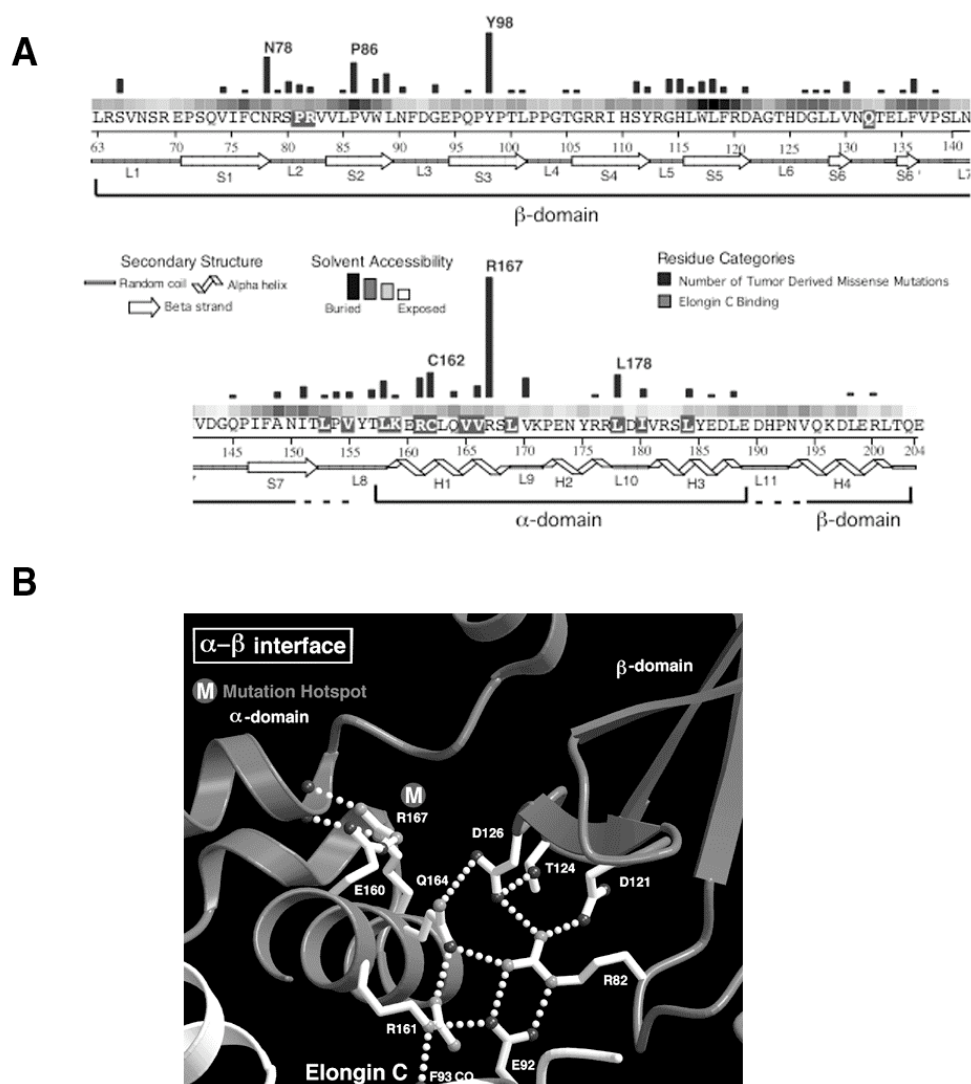 A
Y98
N78
P86
LRSVNSREPSQVIFCNRSPRVVLPVWLNFDGEPQPYPTLPPGTGRRIHSYRGHLWLFRDAGTHDGLLVNQTELFVPSLN
63 70 75 80 85 90 95 100 105 110 115 120 125 130 135 140
L1 S1 L2 S2 L3 S3 L4 S4 L5 S5 L6 S6 S6' L7
β-domain
Secondary Structure
Random coil Alpha helix
Beta strand
Solvent Accessibility
Buried Exposed
Residue Categories
Number of Tumor Derived Missense Mutations
Elongin C Binding
R167
C162
L178
VDGQPIFANITLPVYTLKERCLQVVRSLVKPENYRRLDIVRSLYEDLEDHPNVQKDLERLTQE
145 150 155 160 165 170 175 180 185 190 195 200 204
S7 L8 H1 L9 H2 L10 H3 L11 H4
α-domain
β-domain
B
α-β interface
β-domain
M Mutation Hotspot
α-domain
M
R167
D126
T124
D121
E160
Q164
R82
R161
E92
Elongin C
F93 CO